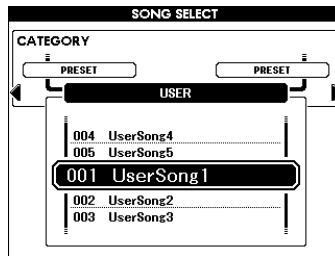 SONG SELECT
CATEGORY
PRESET PRESET
USER
004 UserSong4
005 UserSong5
001 UserSong1
002 UserSong2
003 UserSong3